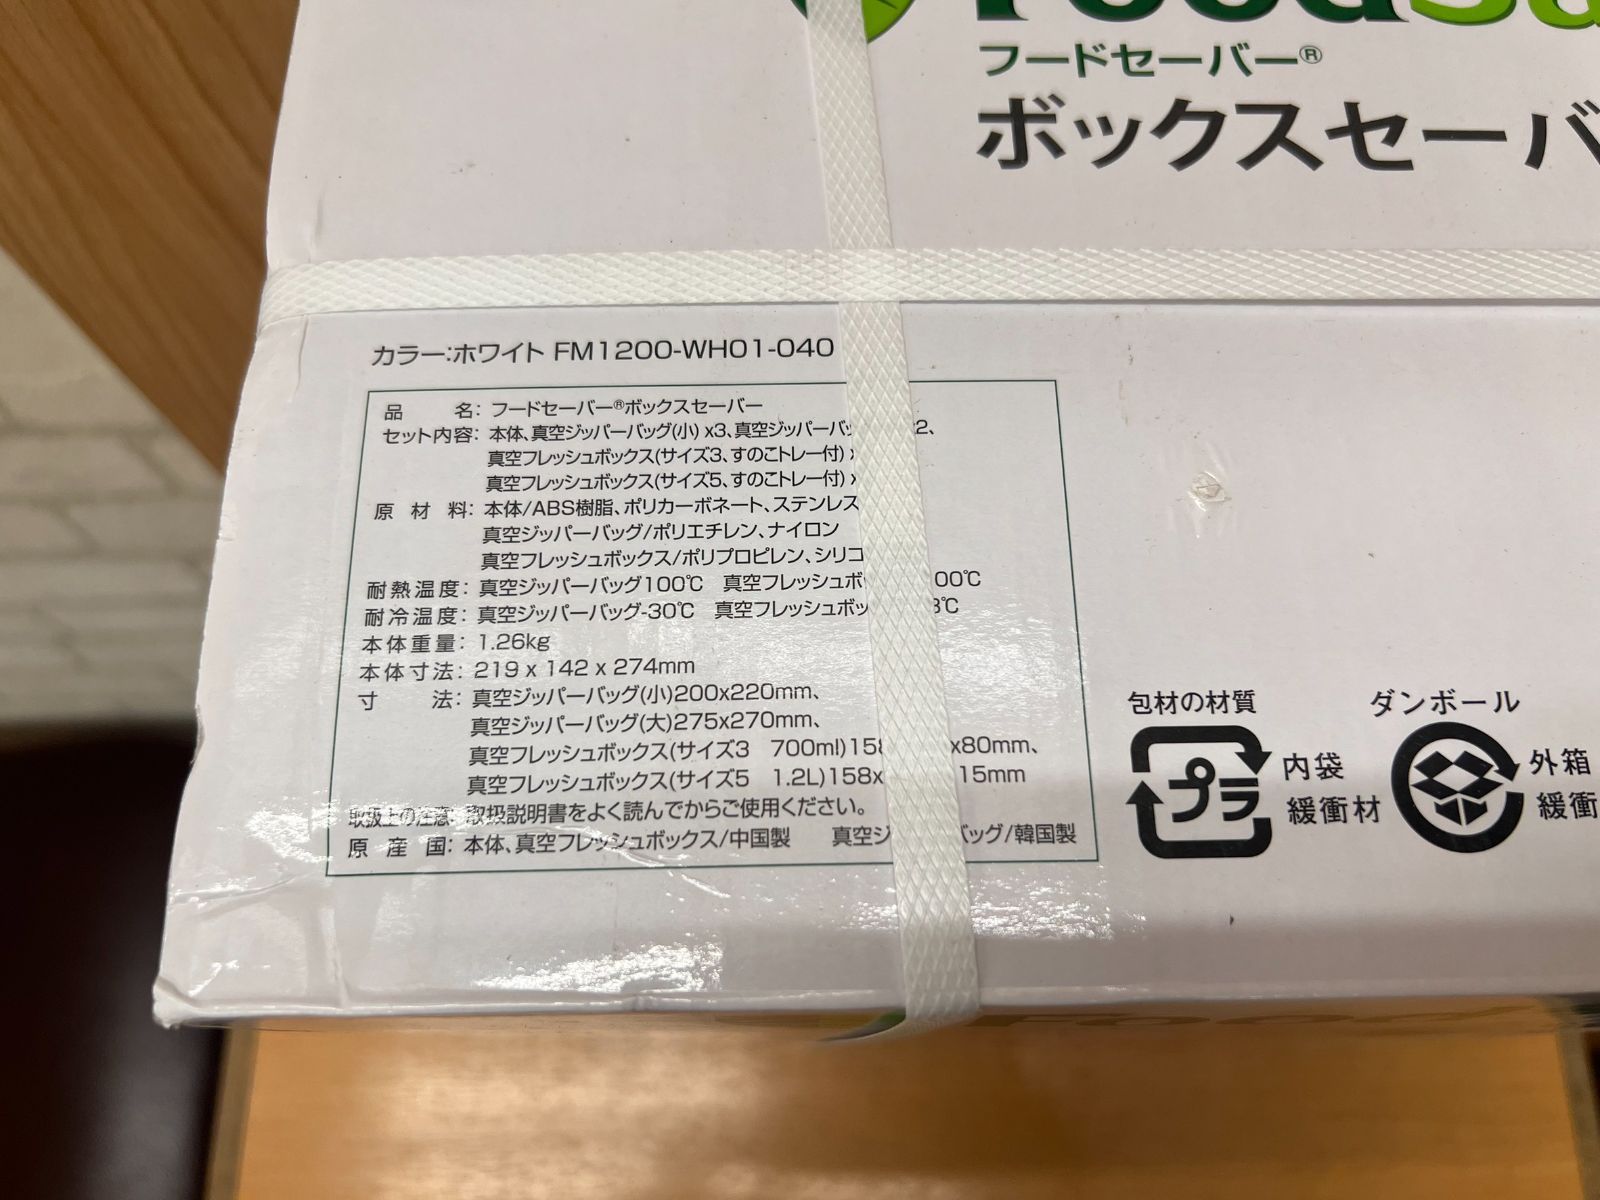 フードセーバー®
ボックスセーバ
カラー:ホワイト FM1200-WH01-040
品 名: フードセーバー®ボックスセーバー
セット内容: 本体、真空ジッパーバッグ(小) x3、真空ジッパーバッ 2、
真空フレッシュボックス(サイズ3、すのこトレー付)
真空フレッシュボックス(サイズ5、すのこトレー付)
原 材 料: 本体/ABS樹脂、ポリカーボネート、ステンレス
真空ジッパーバッグ/ポリエチレン、ナイロン
真空フレッシュボックス/ポリプロピレン、シリコ
耐熱温度: 真空ジッパーバッグ100℃ 真空フレッシュボ 00℃
耐冷温度: 真空ジッパーバッグ-30℃ 真空フレッシュボッ ℃
本体重量: 1.26kg
本体寸法: 219 x 142 x 274mm
寸 法: 真空ジッパーバッグ(小)200x220mm、
真空ジッパーバッグ(大)275x270mm、
真空フレッシュボックス(サイズ3 700ml)158 x80mm、
真空フレッシュボックス(サイズ5 1.2L)158x 15mm
取扱上の注意: 取扱説明書をよく読んでからご使用ください。
原 産 国: 本体、真空フレッシュボックス/中国製 真空ジ バッグ/韓国製
包材の材質
プラ
内袋
緩衝材
ダンボール
外箱
緩衝